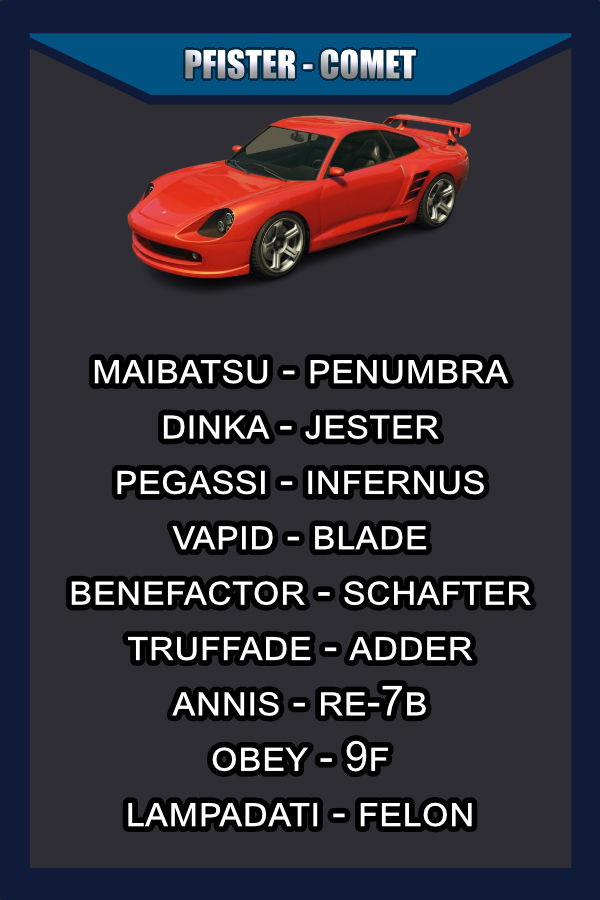 PFISTER - COMET
MAIBATSU - PENUMBRA
DINKA - JESTER
PEGASSI - INFERNUS
VAPID - BLADE
BENEFACTOR - SCHAFTER
TRUFFADE - ADDER
ANNIS - RE-7B
OBEY - 9F
LAMPADATI - FELON